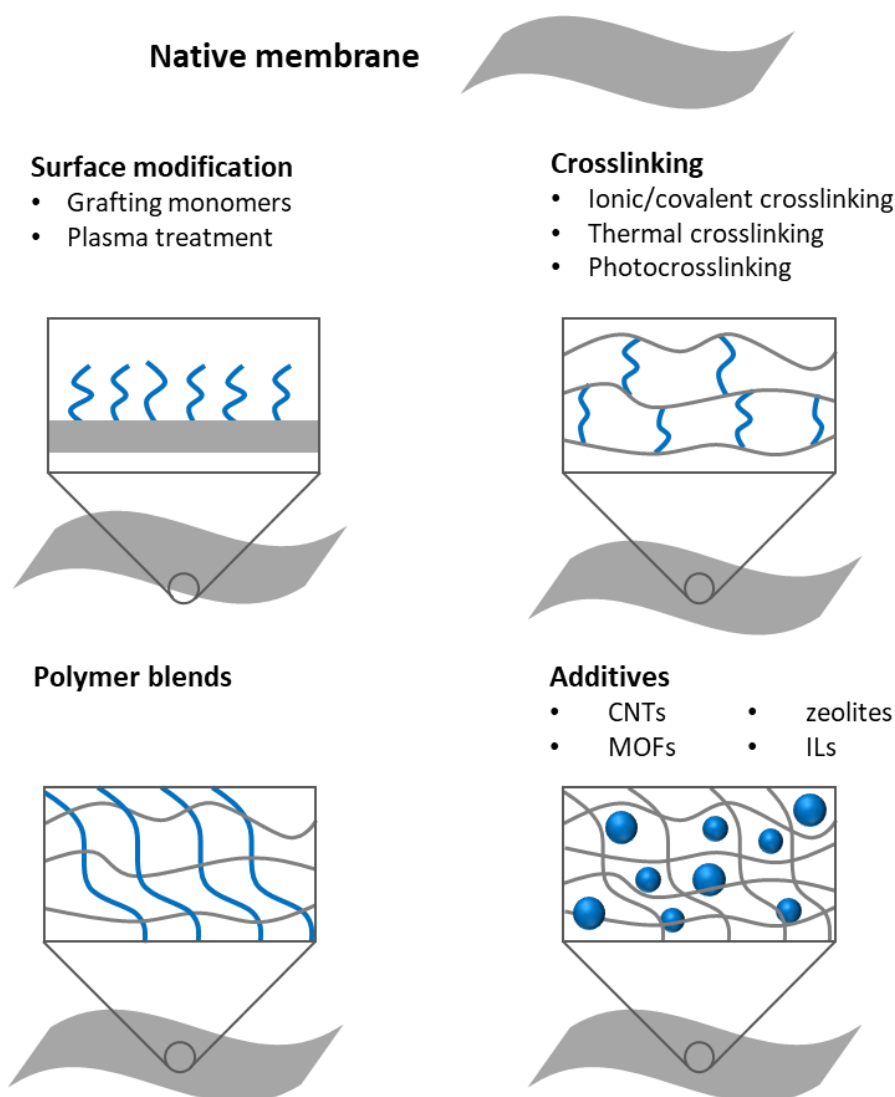 Native membrane
Surface modification
• Grafting monomers
• Plasma treatment
Crosslinking
• Ionic/covalent crosslinking
• Thermal crosslinking
• Photocrosslinking
Polymer blends
Additives
• CNTs • zeolites
• MOFs • ILs